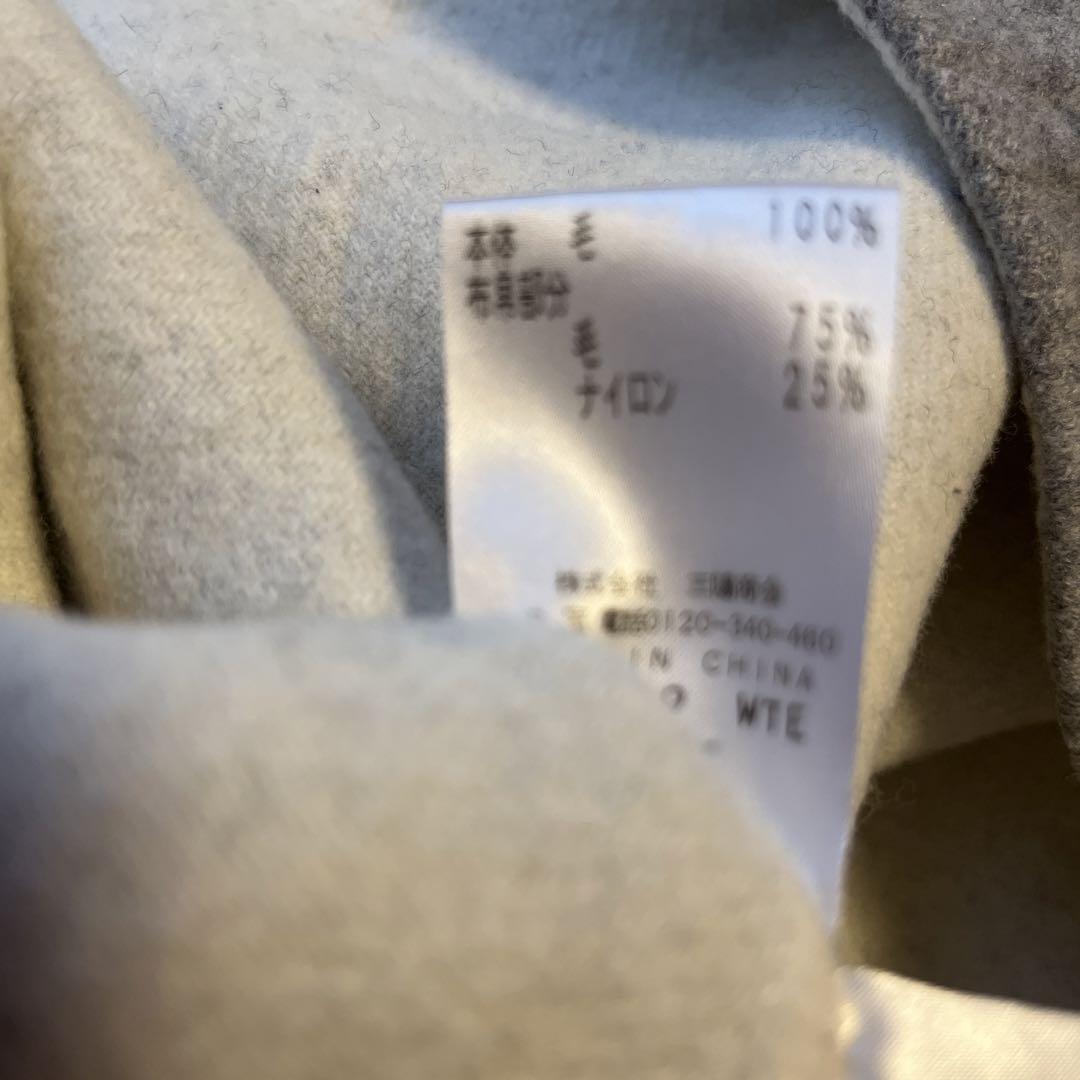 本体 毛 100%
布帛部分
毛 75%
ナイロン 25%
株式会社 三陽商会
0120-340-460
IN CHINA
WTE